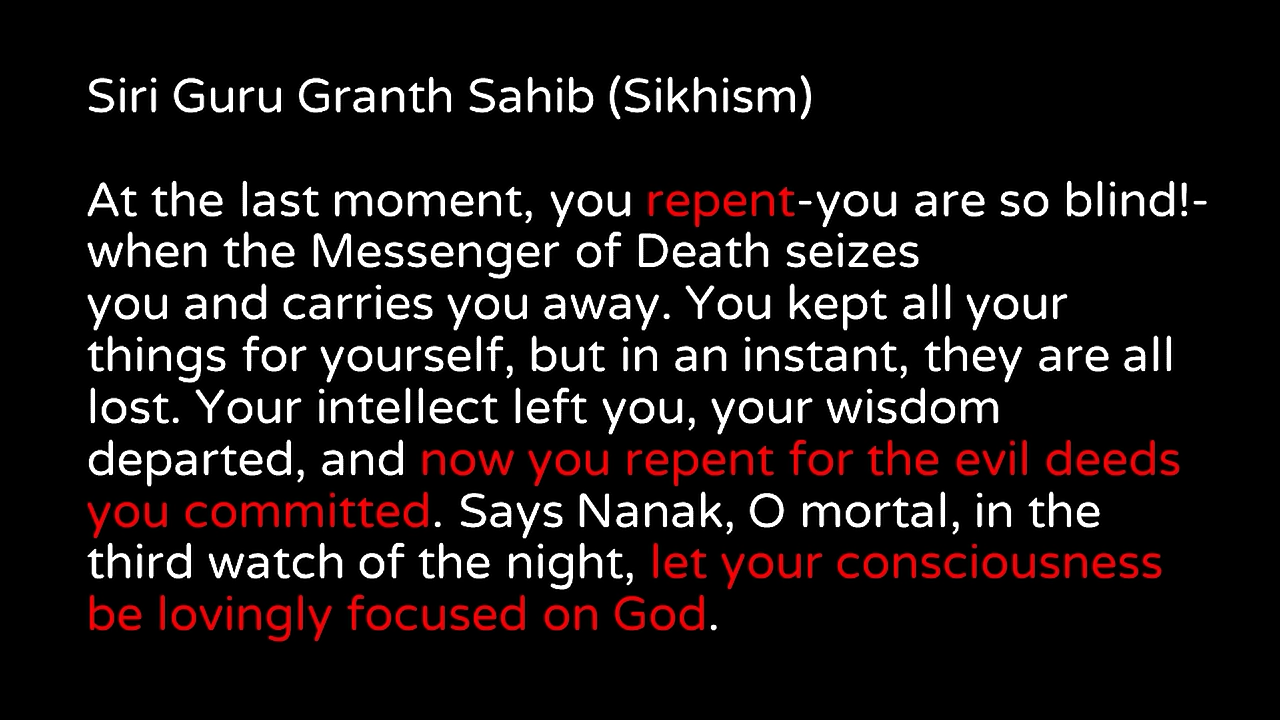 Siri Guru Granth Sahib (Sikhism)
At the last moment, you repent-you are so blind!-
when the Messenger of Death seizes
you and carries you away. You kept all your
things for yourself, but in an instant, they are all
lost. Your intellect left you, your wisdom
departed, and now you repent for the evil deeds
you committed. Says Nanak, O mortal, in the
third watch of the night, let your consciousness
be lovingly focused on God.